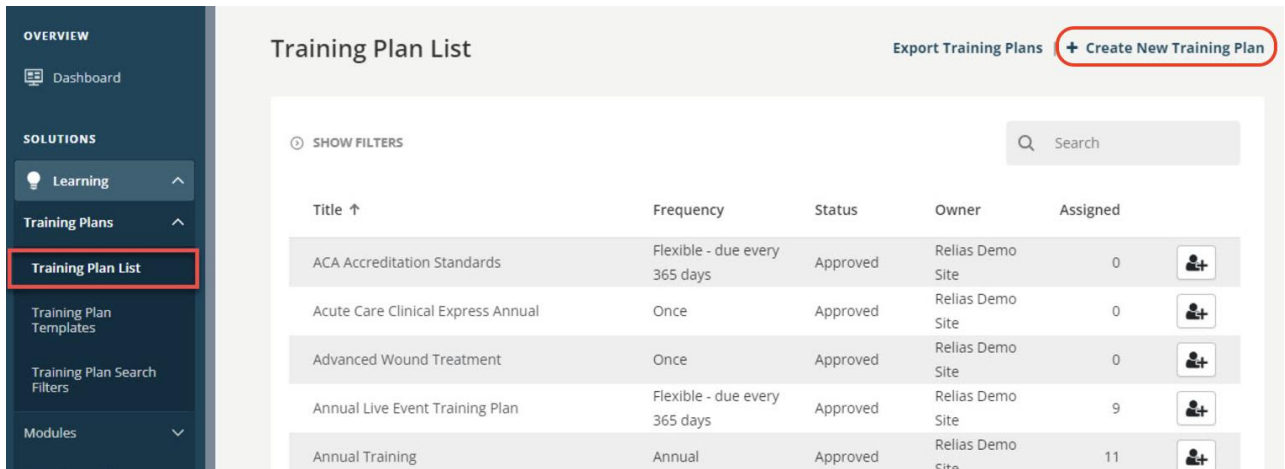 OVERVIEW
Dashboard
SOLUTIONS
Learning
Training Plans
Training Plan List
Training Plan
Templates
Training Plan Search
Filters
Modules
Training Plan List
Export Training Plans | + Create New Training Plan
SHOW FILTERS
Search
Title ↑ Frequency Status Owner Assigned
ACA Accreditation Standards Flexible - due every 365 days Approved Relias Demo Site 0
Acute Care Clinical Express Annual Once Approved Relias Demo Site 0
Advanced Wound Treatment Once Approved Relias Demo Site 0
Annual Live Event Training Plan Flexible - due every 365 days Approved Relias Demo Site 9
Annual Training Annual Approved Relias Demo Site 11